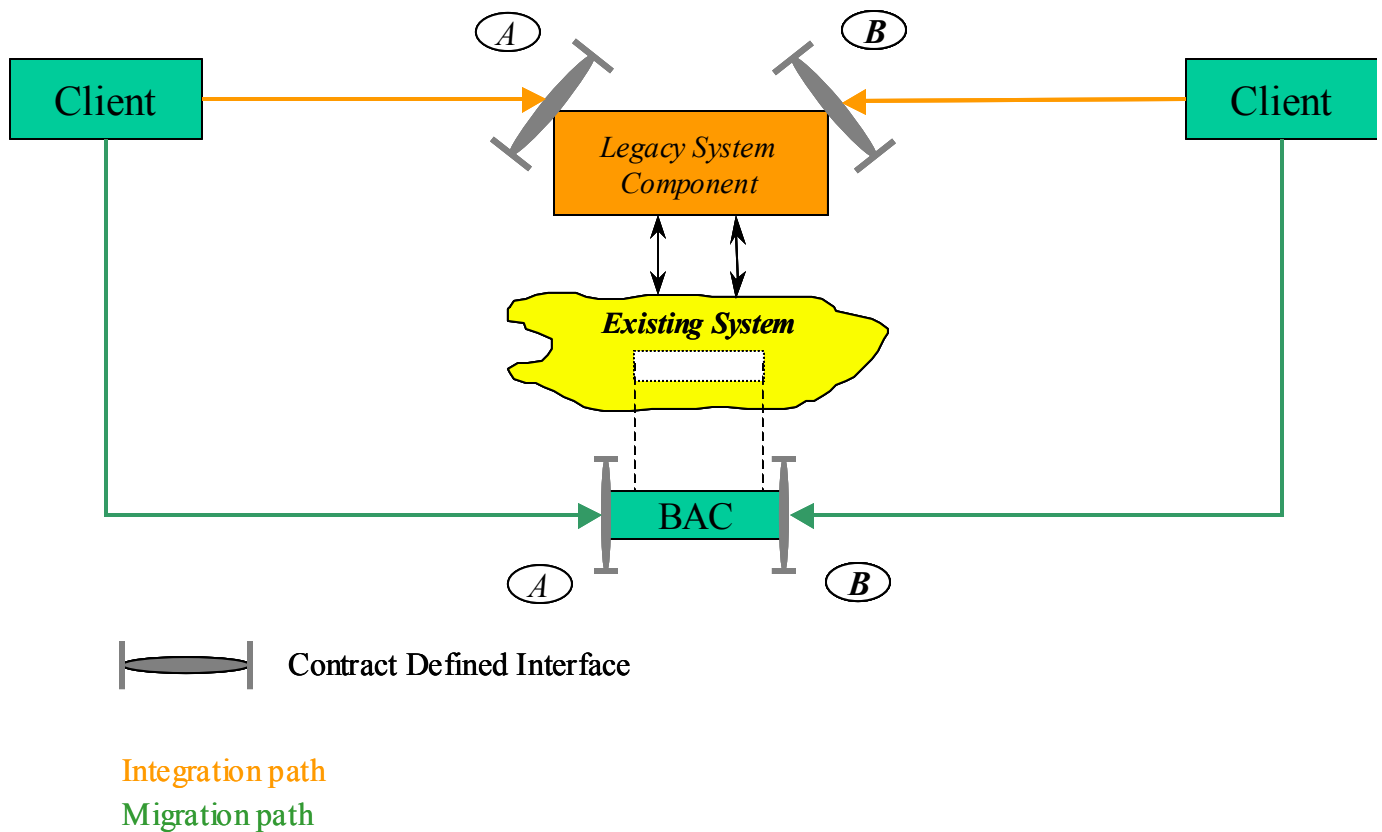 A
B
Client
Client
Legacy System
Component
Existing System
BAC
A
B
Contract Defined Interface
Integration path
Migration path